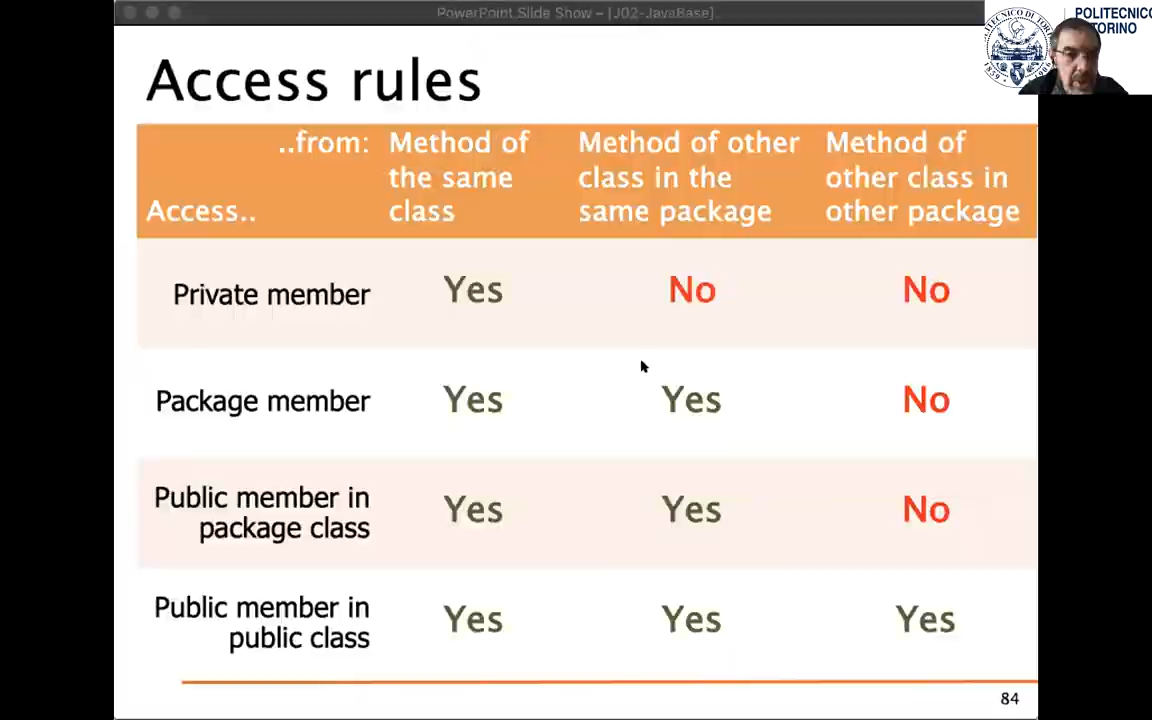 PowerPoint Slide Show – [J02-JavaBase]
POLITECNICO
TORINO
Access rules
..from:
Access..
Method of
the same
class
Method of other
class in the
same package
Method of
other class in
other package
Private member
Yes
No
No
Package member
Yes
Yes
No
Public member in
package class
Yes
Yes
No
Public member in
public class
Yes
Yes
Yes
84